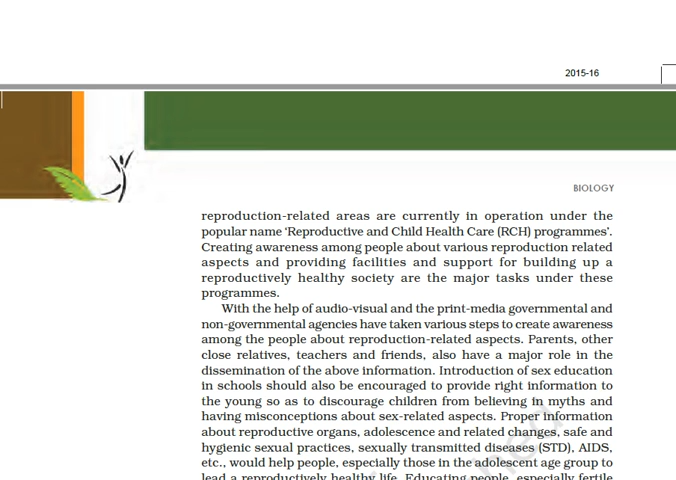 2015-16
BIOLOGY
reproduction-related areas are currently in operation under the
popular name ‘Reproductive and Child Health Care (RCH) programmes’.
Creating awareness among people about various reproduction related
aspects and providing facilities and support for building up a
reproductively healthy society are the major tasks under these
programmes.
With the help of audio-visual and the print-media governmental and
non-governmental agencies have taken various steps to create awareness
among the people about reproduction-related aspects. Parents, other
close relatives, teachers and friends, also have a major role in the
dissemination of the above information. Introduction of sex education
in schools should also be encouraged to provide right information to
the young so as to discourage children from believing in myths and
having misconceptions about sex-related aspects. Proper information
about reproductive organs, adolescence and related changes, safe and
hygienic sexual practices, sexually transmitted diseases (STD), AIDS,
etc., would help people, especially those in the adolescent age group to
lead a reproductively healthy life. Educating people, especially fertile